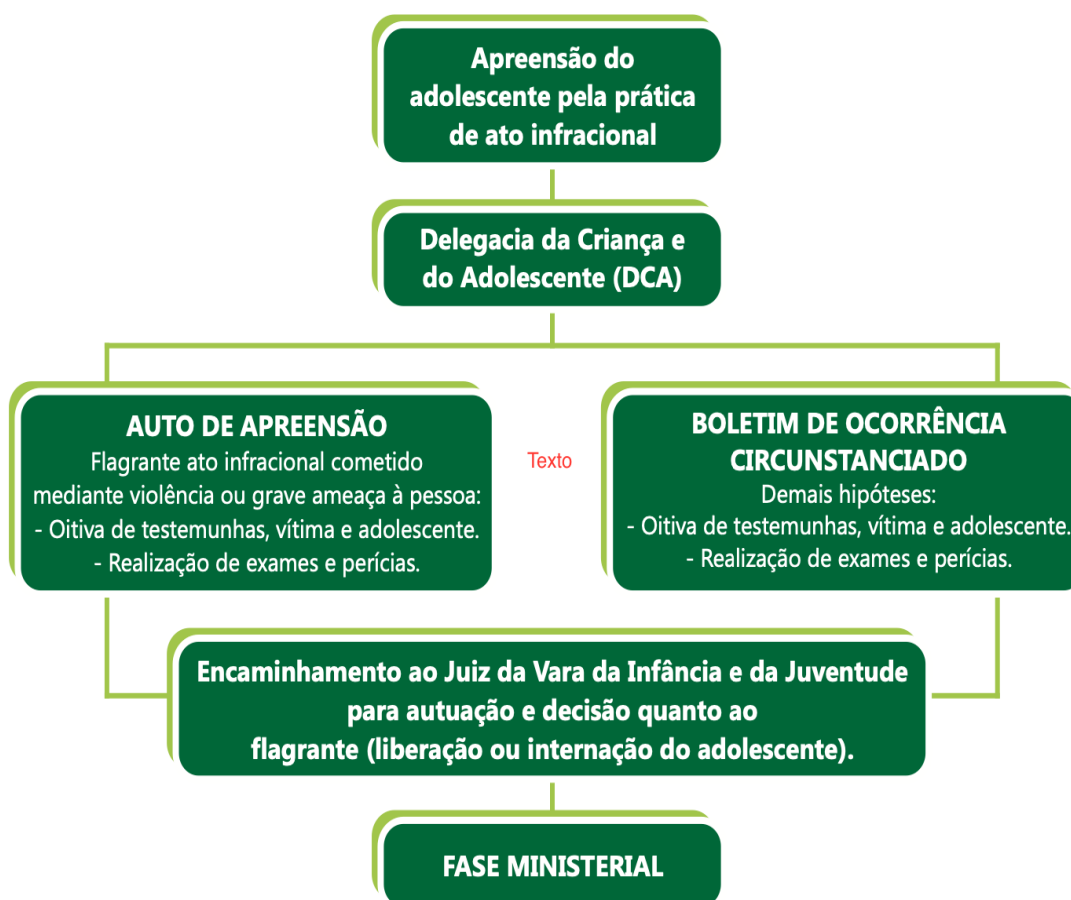 Apreensão do
adolescente pela prática
de ato infracional
Delegacia da Criança e
do Adolescente (DCA)
AUTO DE APREENSÃO
Flagrante ato infracional cometido
mediante violência ou grave ameaça à pessoa:
- Oitiva de testemunhas, vítima e adolescente.
- Realização de exames e perícias.
Texto
BOLETIM DE OCORRÊNCIA
CIRCUNSTANCIADO
Demais hipóteses:
- Oitiva de testemunhas, vítima e adolescente.
- Realização de exames e perícias.
Encaminhamento ao Juiz da Vara da Infância e da Juventude
para autuação e decisão quanto ao
flagrante (liberação ou internação do adolescente).
FASE MINISTERIAL